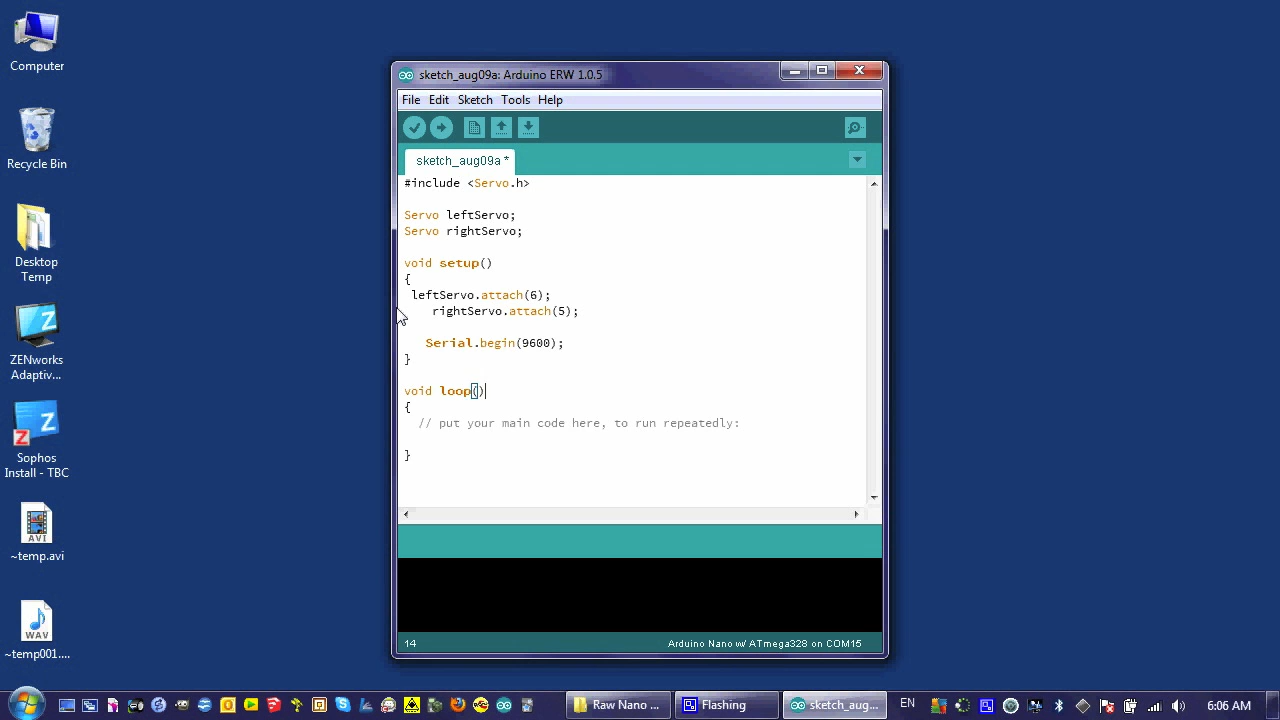 Computer
Recycle Bin
Desktop
Temp
ZENworks
Adaptiv...
Sophos
Install - TBC
AVI
~temp.avi
WAV
~temp001....
sketch_aug09a: Arduino ERW 1.0.5
File Edit Sketch Tools Help
sketch_aug09a *
#include <Servo.h>
Servo leftServo;
Servo rightServo;
void setup()
{
leftServo.attach(6);
rightServo.attach(5);
Serial.begin(9600);
}
void loop()
{
// put your main code here, to run repeatedly:
}
14
Arduino Nano w/ ATmega328 on COM15
Raw Nano ...
Flashing
sketch_aug...
EN
6:06 AM